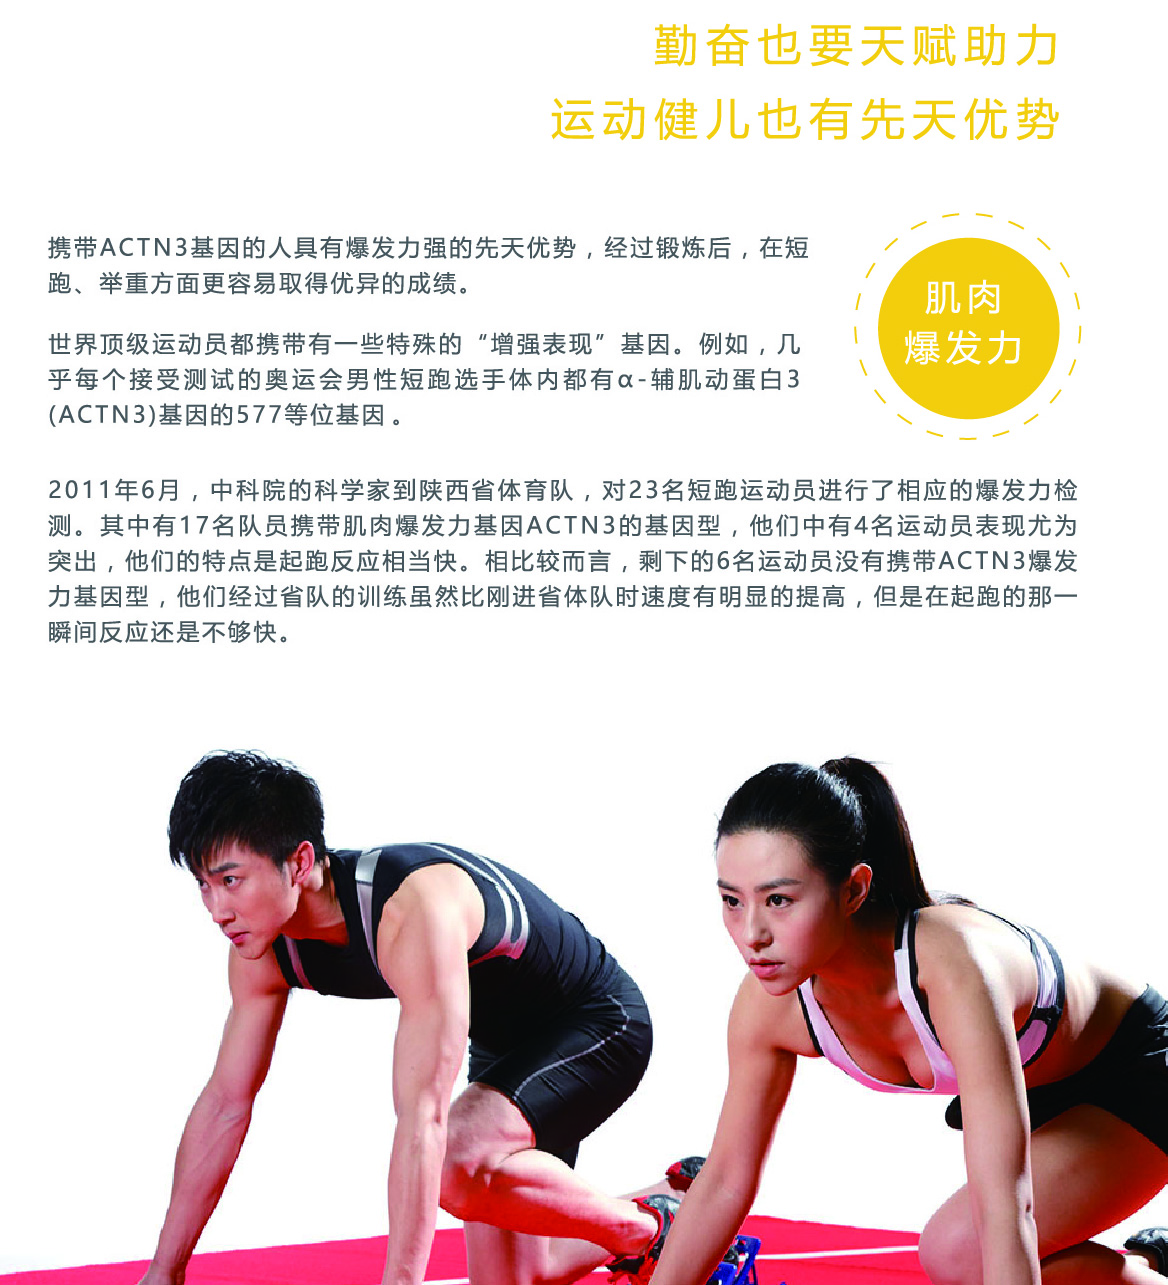 勤奋也要天赋助力
运动健儿也有先天优势
携带ACTN3基因的人具有爆发力强的先天优势，经过锻炼后，在短
跑、举重方面更容易取得优异的成绩。
肌肉
爆发力
世界顶级运动员都携带有一些特殊的“增强表现”基因。例如，几
乎每个接受测试的奥运会男性短跑选手体内都有α-辅肌动蛋白3
(ACTN3)基因的577等位基因。
2011年6月，中科院的科学家到陕西省体育队，对23名短跑运动员进行了相应的爆发力检
测。其中有17名队员携带肌肉爆发力基因ACTN3的基因型，他们中有4名运动员表现尤为
突出，他们的特点是起跑反应相当快。相比较而言，剩下的6名运动员没有携带ACTN3爆发
力基因型，他们经过省队的训练虽然比刚进省体队时速度有明显的提高，但是在起跑的那一
瞬间反应还是不够快。